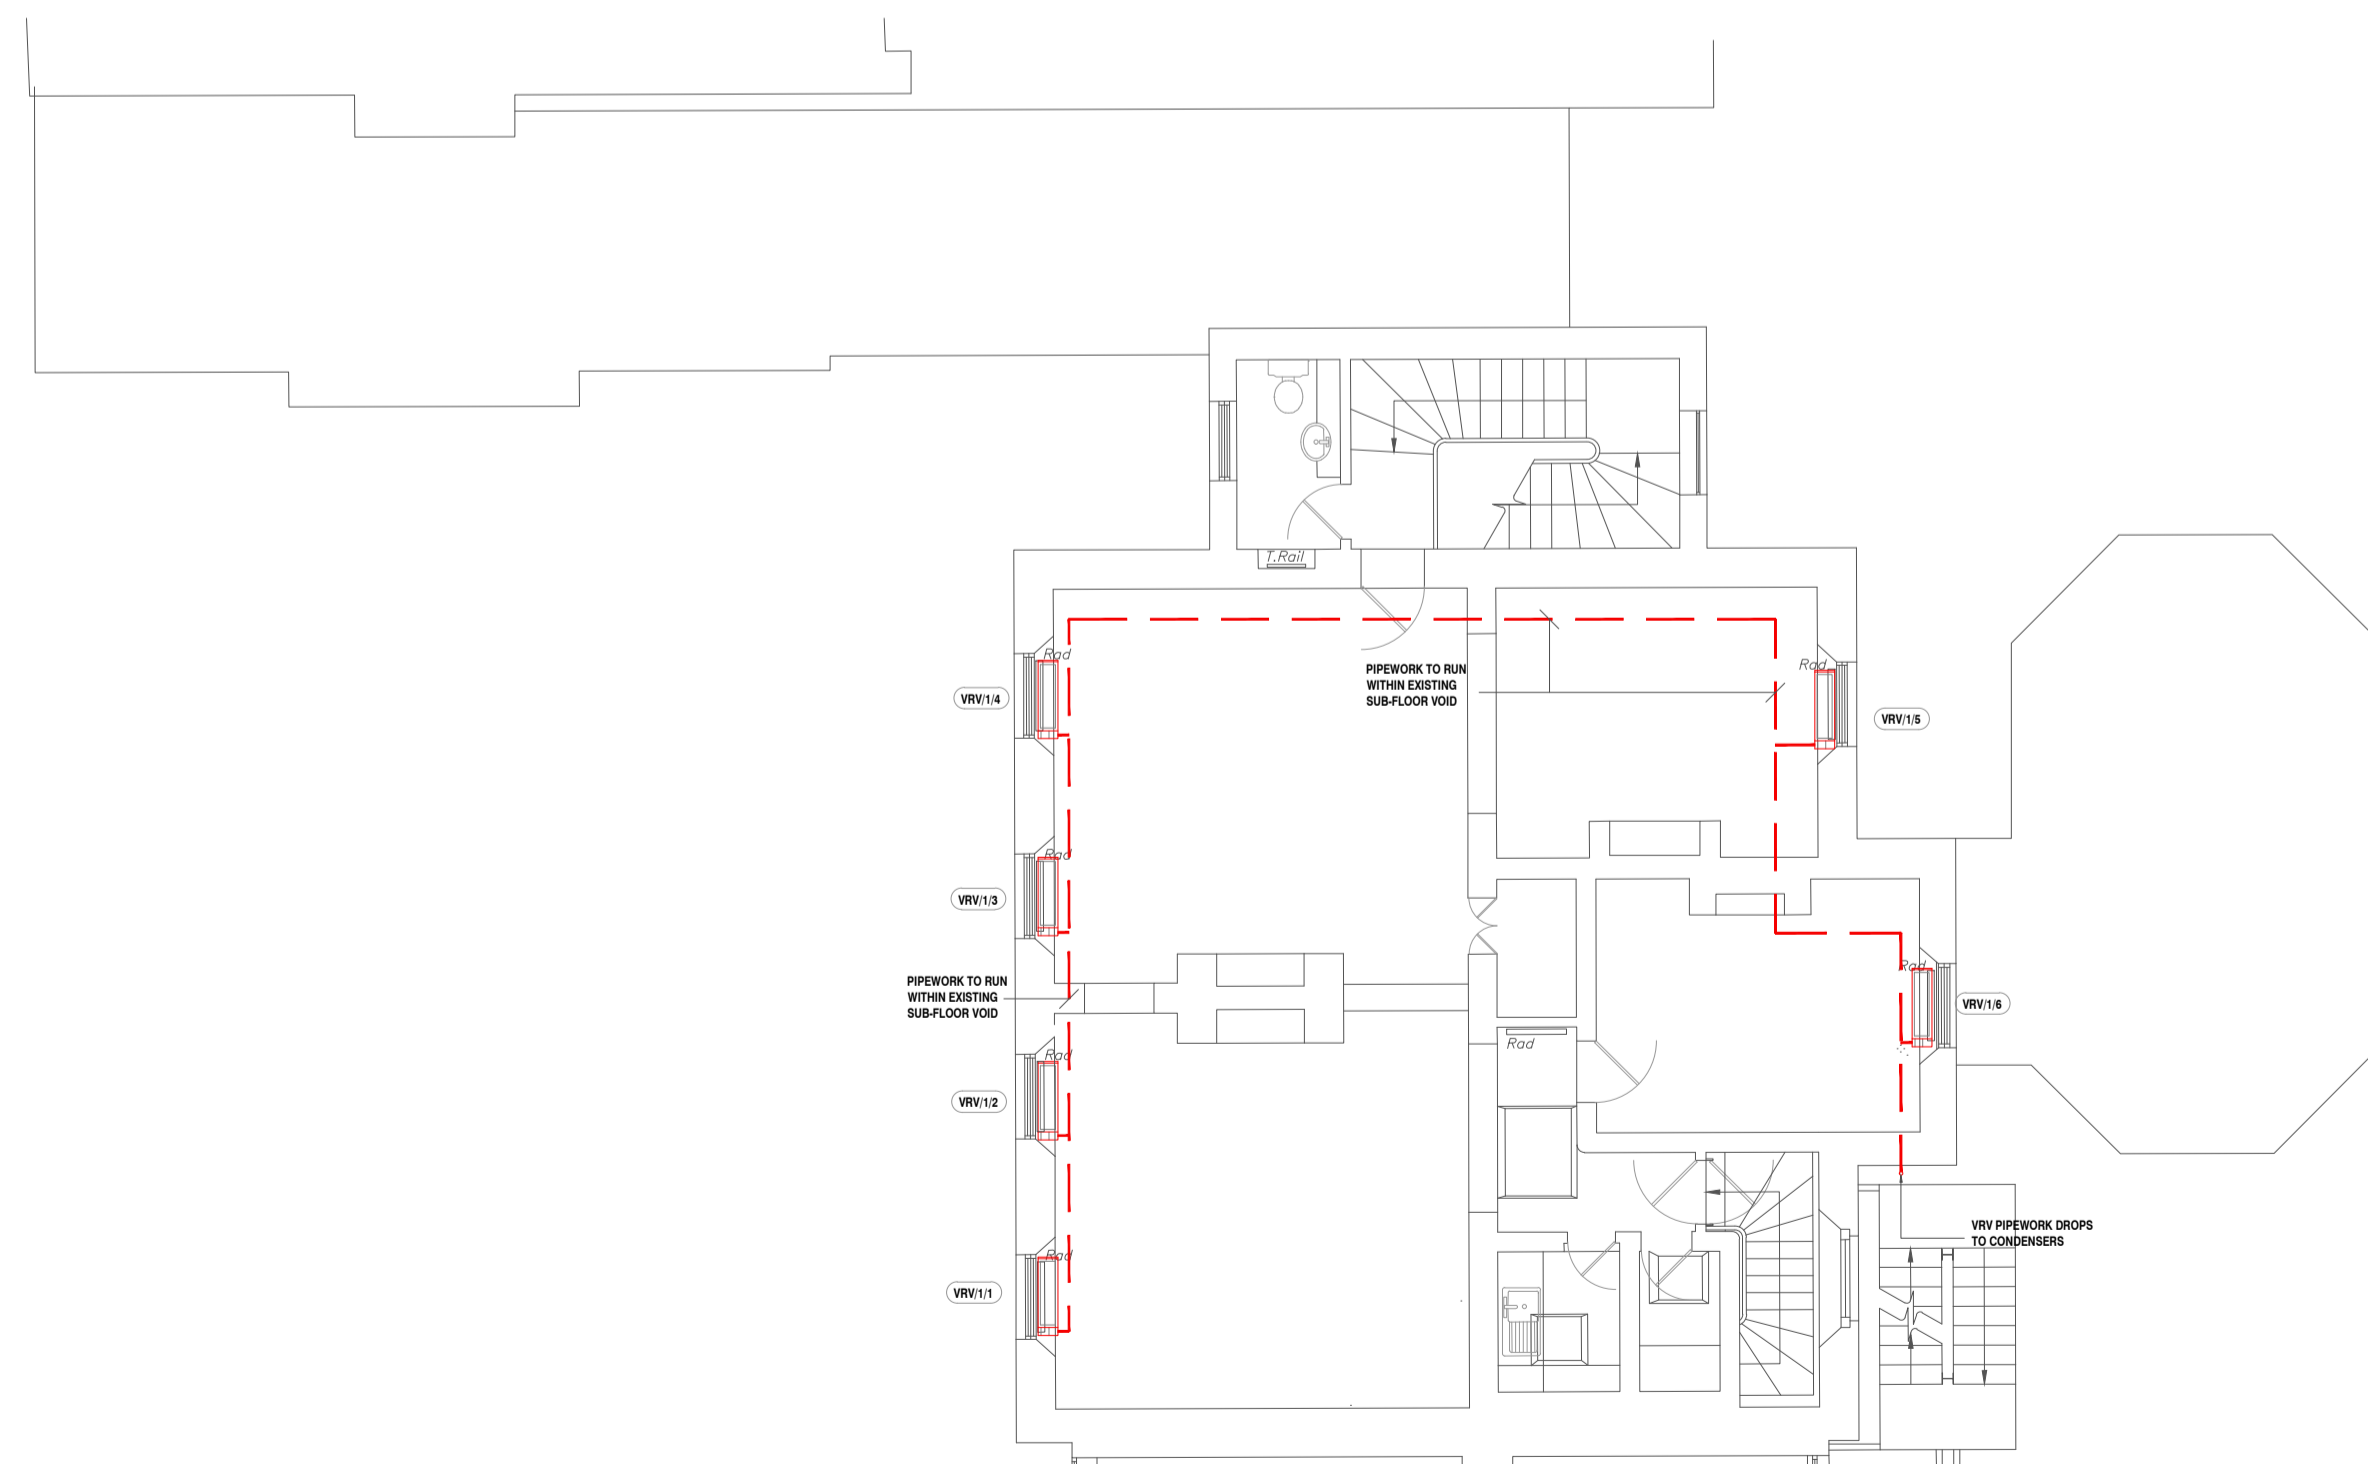 T.Rail
Rad
VRV/1/4
PIPEWORK TO RUN
WITHIN EXISTING
SUB-FLOOR VOID
Rad
VRV/1/5
Rad
VRV/1/3
PIPEWORK TO RUN
WITHIN EXISTING
SUB-FLOOR VOID
Rad
VRV/1/6
Rad
Rad
VRV/1/2
VRV PIPEWORK DROPS
TO CONDENSERS
Rad
VRV/1/1